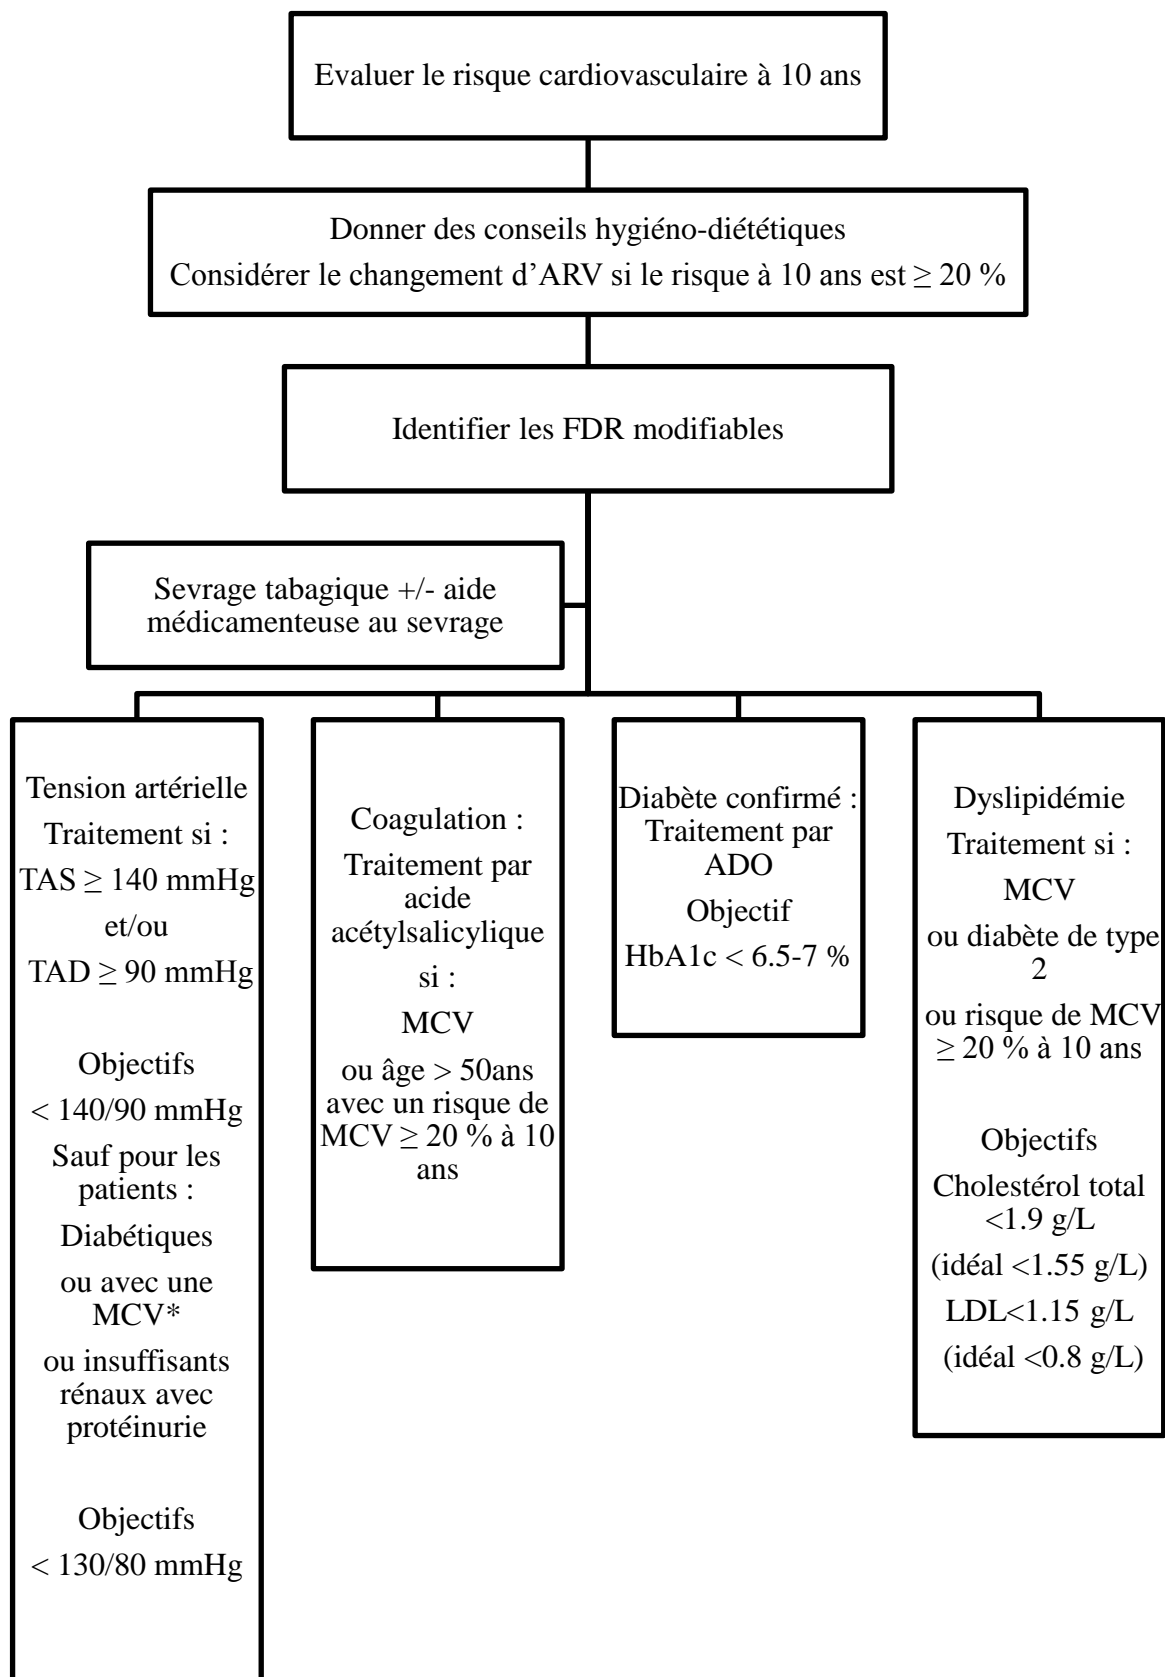 Evaluer le risque cardiovasculaire à 10 ans
Donner des conseils hygiéno-diététiques
Considérer le changement d’ARV si le risque à 10 ans est ≥ 20 %
Identifier les FDR modifiables
Sevrage tabagique +/- aide
médicamenteuse au sevrage
Tension artérielle
Traitement si :
TAS ≥ 140 mmHg
et/ou
TAD ≥ 90 mmHg
Objectifs
< 140/90 mmHg
Sauf pour les
patients :
Diabétiques
ou avec une
MCV*
ou insuffisants
rénaux avec
protéinurie
Objectifs
< 130/80 mmHg
Coagulation :
Traitement par
acide
acétylsalicylique
si :
MCV
ou âge > 50ans
avec un risque de
MCV ≥ 20 % à 10
ans
Diabète confirmé :
Traitement par
ADO
Objectif
HbA1c < 6.5-7 %
Dyslipidémie
Traitement si :
MCV
ou diabète de type
2
ou risque de MCV
≥ 20 % à 10 ans
Objectifs
Cholestérol total
<1.9 g/L
(idéal <1.55 g/L)
LDL<1.15 g/L
(idéal <0.8 g/L)